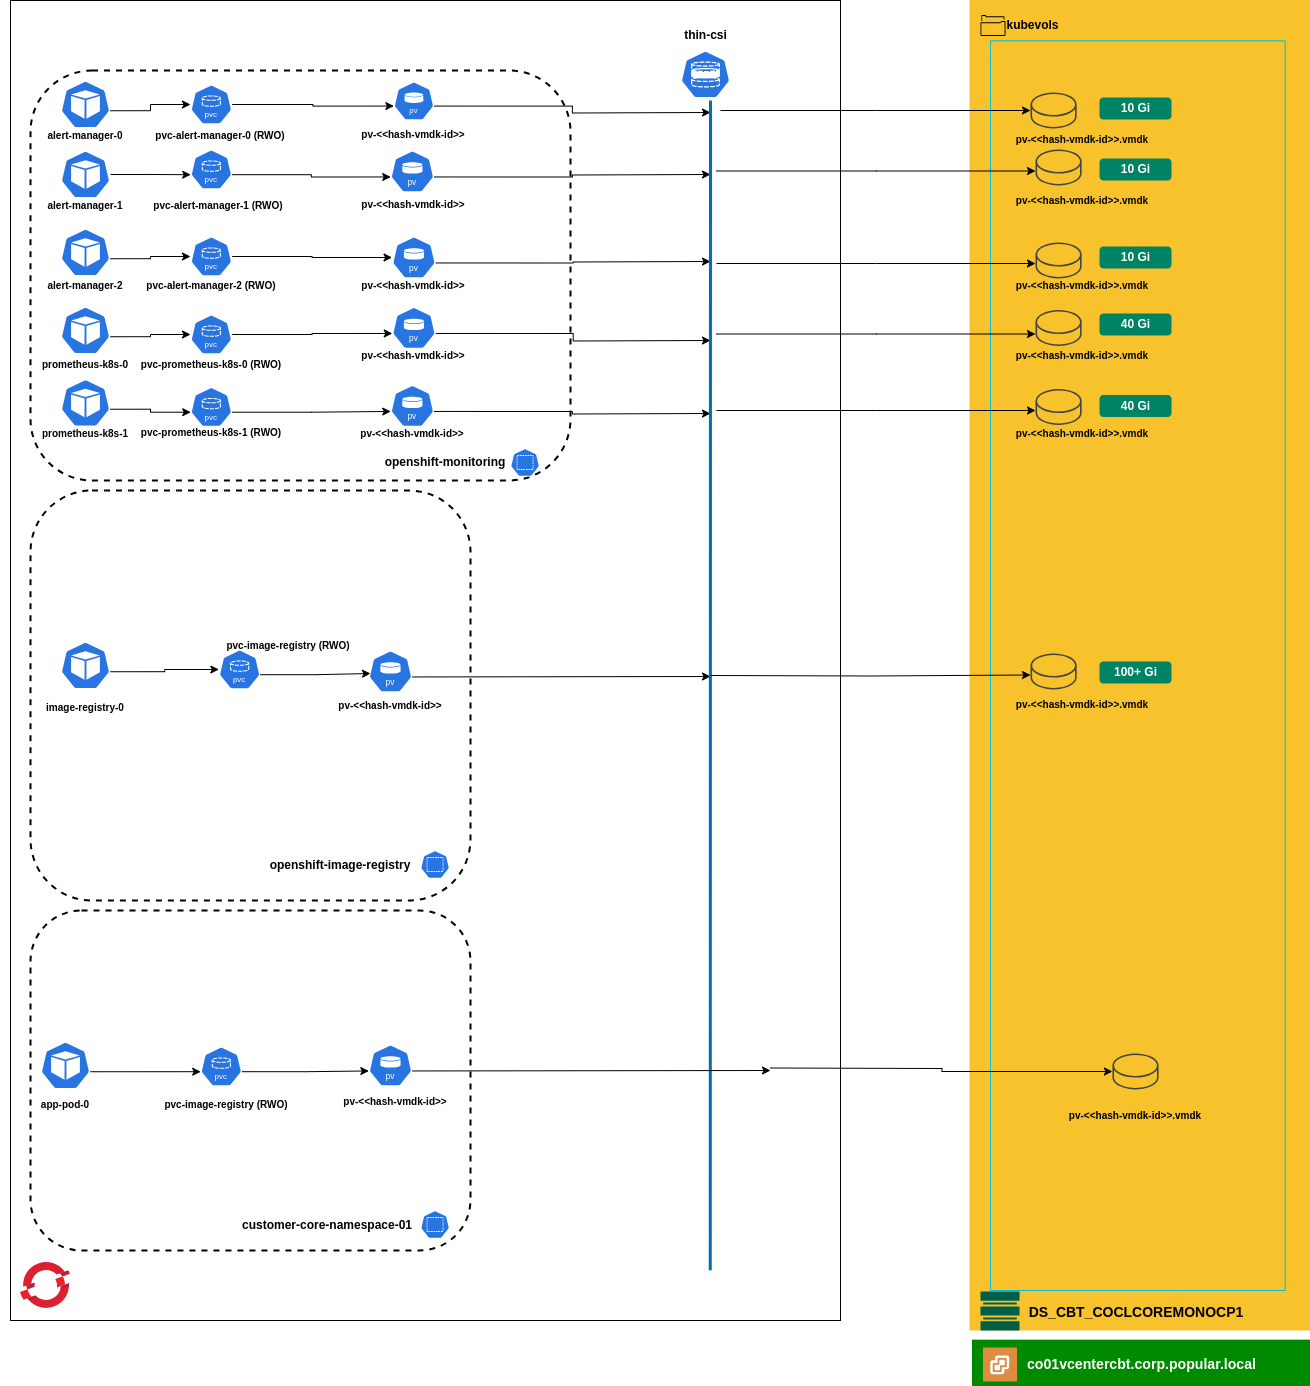 thin-csi
kubevols
alert-manager-0
pvc
pvc-alert-manager-0 (RWO)
pv
pv-<<hash-vmdk-id>>
10 Gi
pv-<<hash-vmdk-id>>.vmdk
alert-manager-1
pvc
pvc-alert-manager-1 (RWO)
pv
pv-<<hash-vmdk-id>>
10 Gi
pv-<<hash-vmdk-id>>.vmdk
alert-manager-2
pvc
pvc-alert-manager-2 (RWO)
pv
pv-<<hash-vmdk-id>>
10 Gi
pv-<<hash-vmdk-id>>.vmdk
prometheus-k8s-0
pvc
pvc-prometheus-k8s-0 (RWO)
pv
pv-<<hash-vmdk-id>>
40 Gi
pv-<<hash-vmdk-id>>.vmdk
prometheus-k8s-1
pvc
pvc-prometheus-k8s-1 (RWO)
pv
pv-<<hash-vmdk-id>>
40 Gi
pv-<<hash-vmdk-id>>.vmdk
openshift-monitoring
image-registry-0
pvc-image-registry (RWO)
pvc
pv
pv-<<hash-vmdk-id>>
100+ Gi
pv-<<hash-vmdk-id>>.vmdk
openshift-image-registry
app-pod-0
pvc
pvc-image-registry (RWO)
pv
pv-<<hash-vmdk-id>>
pv-<<hash-vmdk-id>>.vmdk
customer-core-namespace-01
DS_CBT_COCLCOREMONOCP1
co01vcentercbt.corp.popular.local